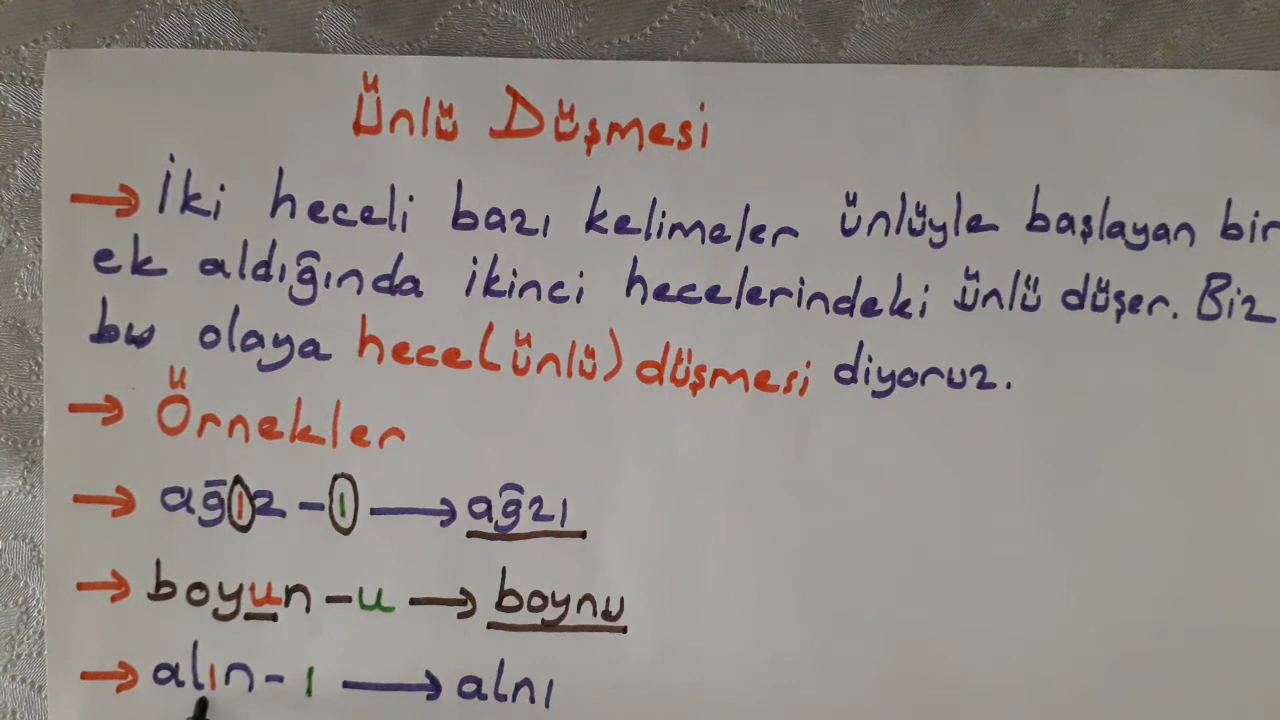 Ünlü Düşmesi
→ İki heceli bazı kelimeler ünlüyle başlayan bir
ek aldığında ikinci hecelerindeki ünlü düşer. Biz
bu olaya hece(ünlü) düşmesi diyoruz.
→ Örnekler
→ ağız - ı → ağzı
→ boyun - u → boynu
→ alın - ı → alnı